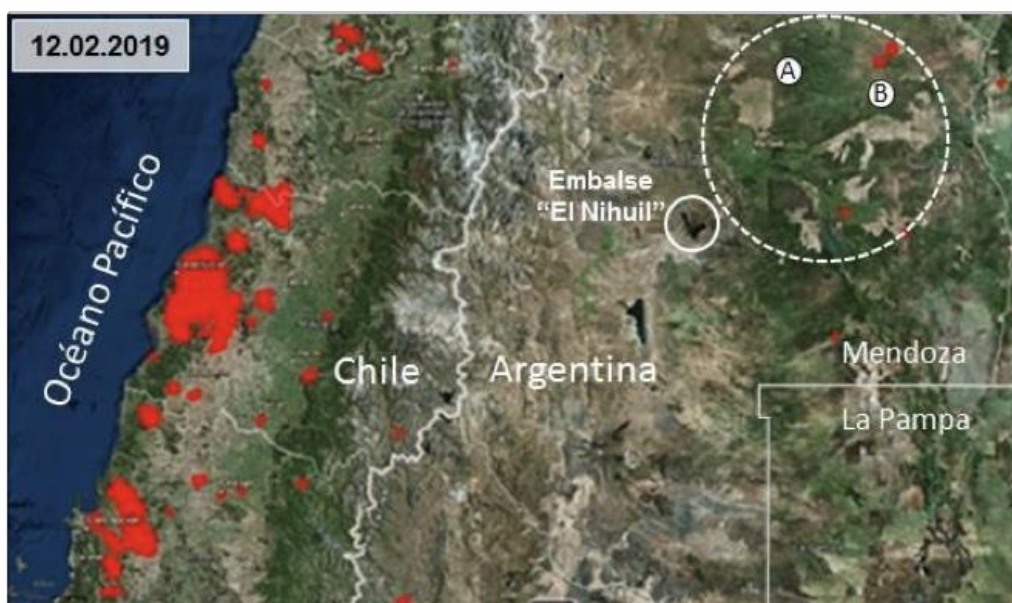 12.02.2019
Océano Pacífico
Chile
Argentina
Embalse
“El Nihuil”
A
B
Mendoza
La Pampa